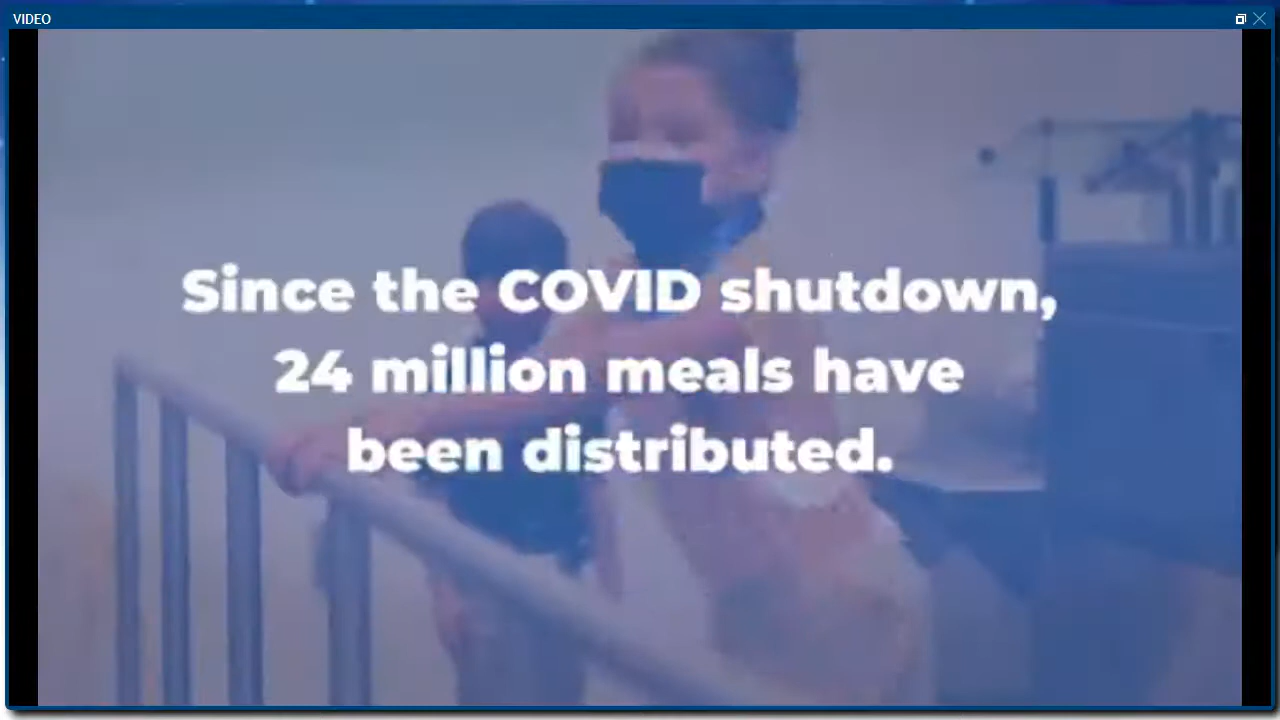 VIDEO
Since the COVID shutdown,
24 million meals have
been distributed.